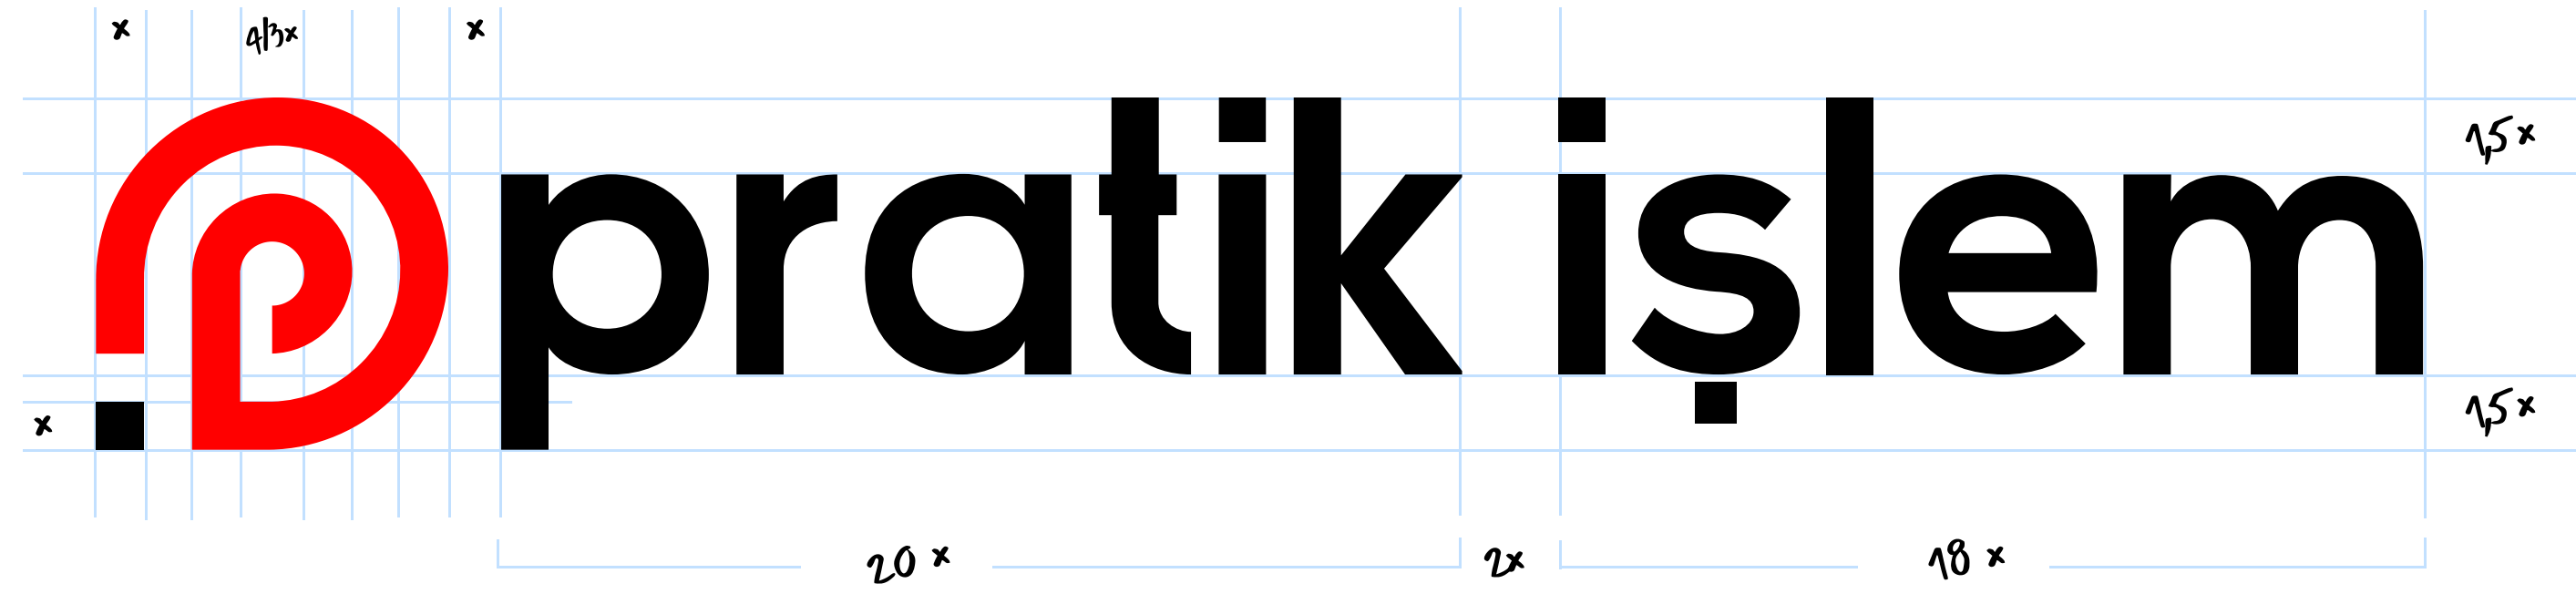 x 4/3x x
pratik işlem
1,5x
x
1,5x
20x 2x 18x